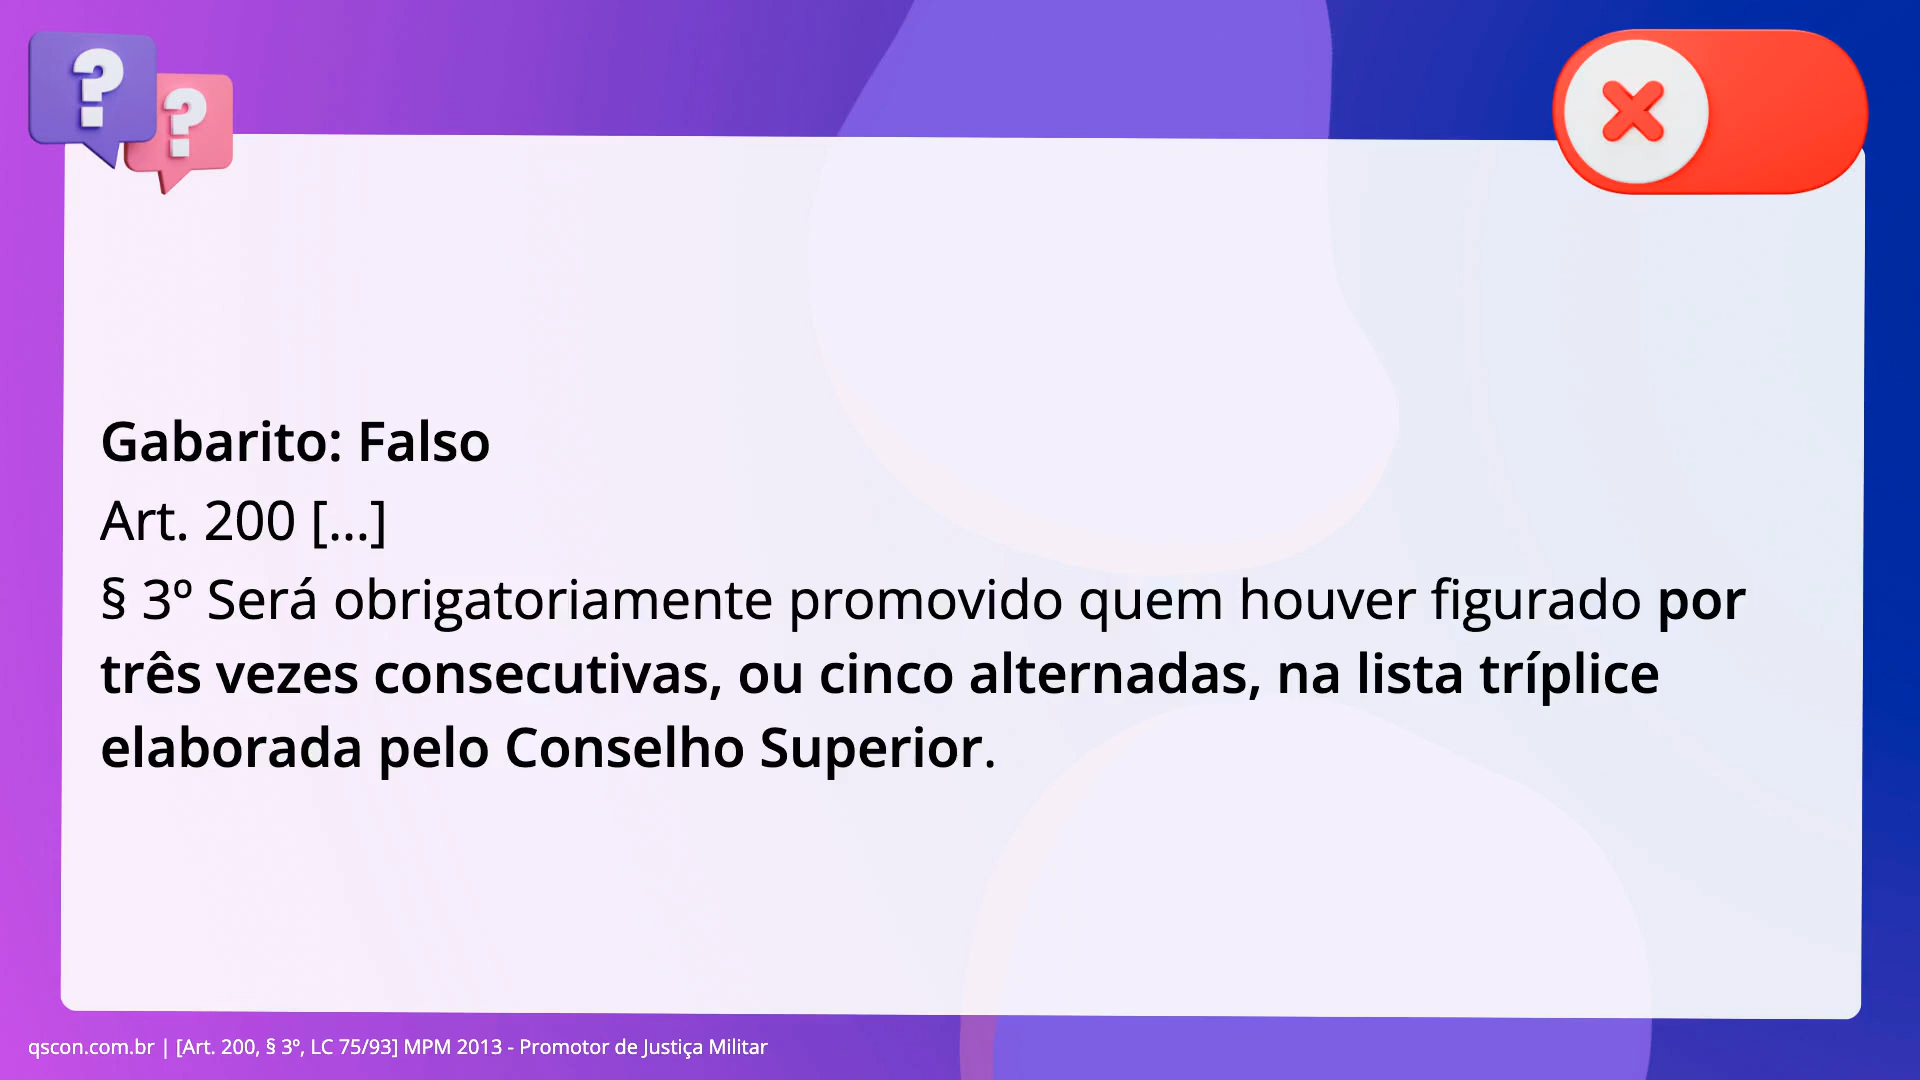 ? ?
Gabarito: Falso
Art. 200 [...]
§ 3º Será obrigatoriamente promovido quem houver figurado por
três vezes consecutivas, ou cinco alternadas, na lista tríplice
elaborada pelo Conselho Superior.
qscon.com.br | [Art. 200, § 3º, LC 75/93] MPM 2013 - Promotor de Justiça Militar